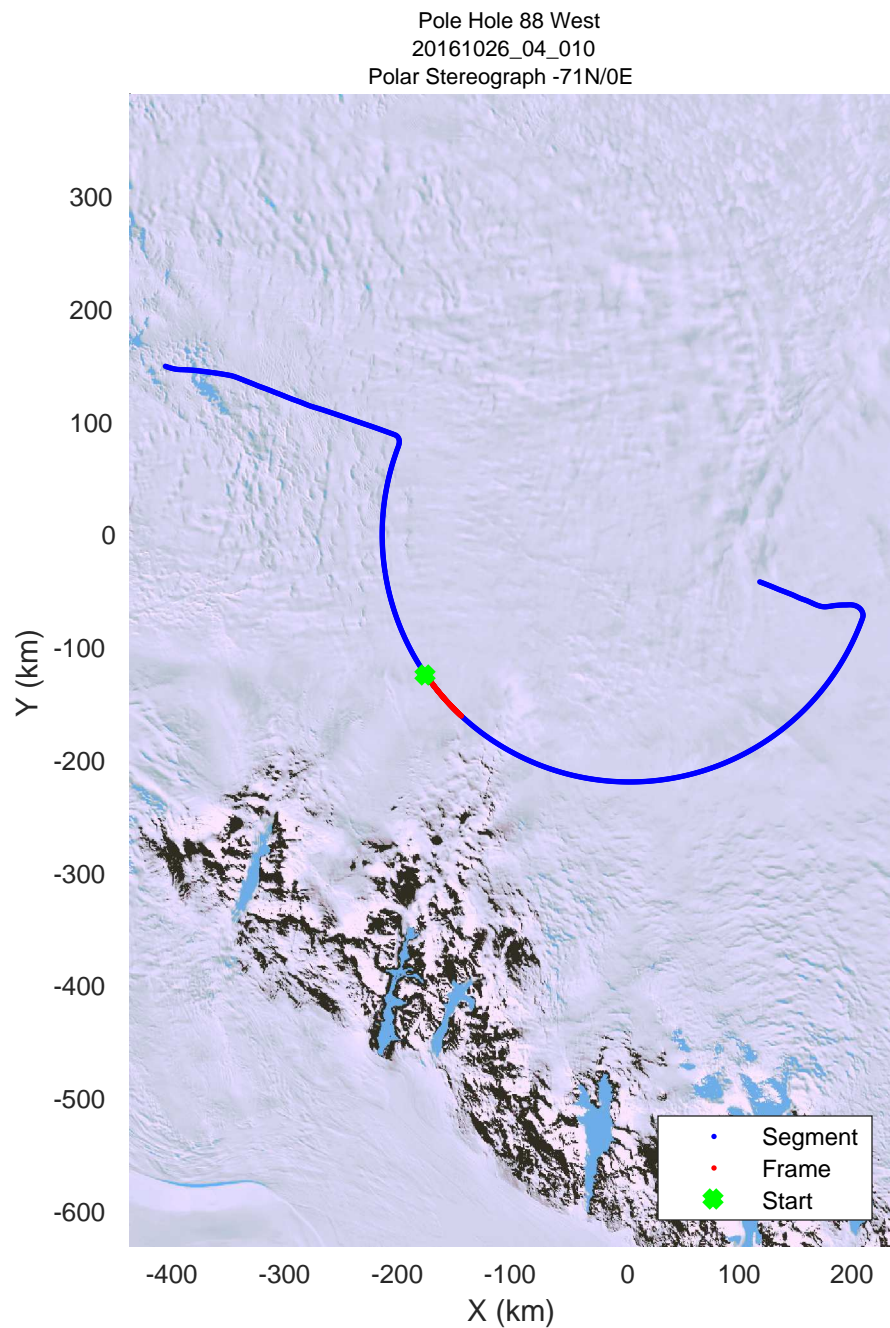 Pole Hole 88 West
20161026_04_010
Polar Stereograph -71N/0E
300
200
100
0
-100
-200
-300
-400
-500
-600
Y (km)
Segment
Frame
Start
-400 -300 -200 -100 0 100 200
X (km)